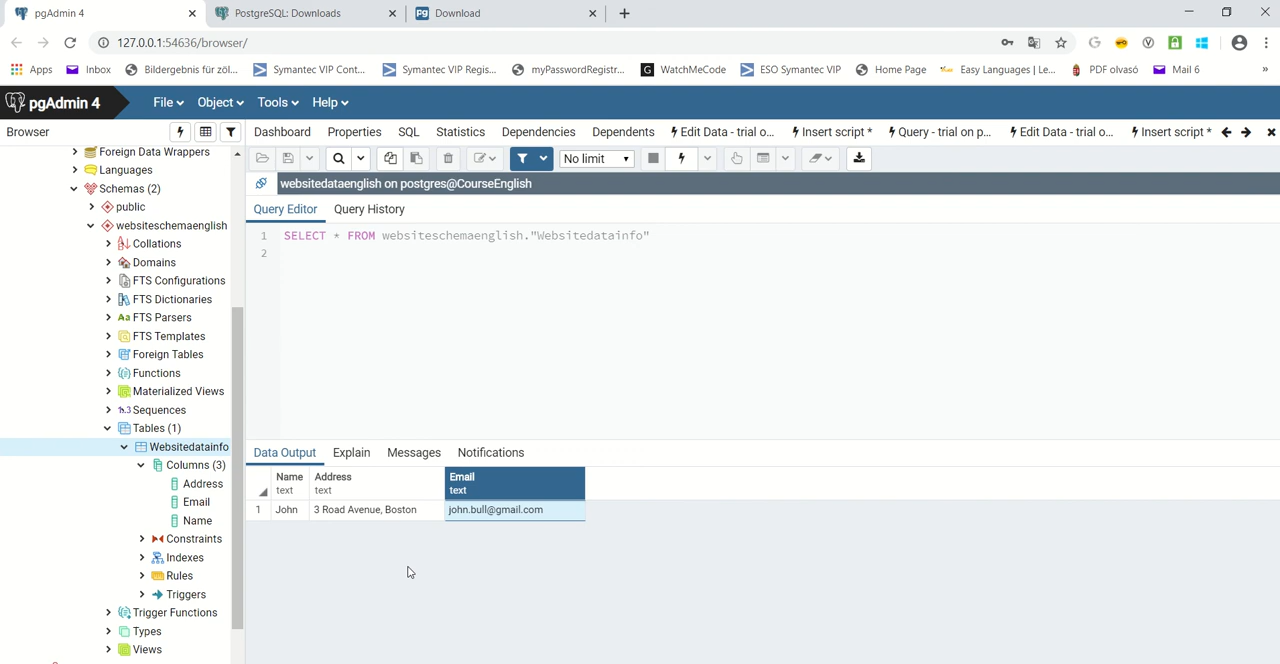 pgAdmin 4
PostgreSQL: Downloads
Download
127.0.0.1:54636/browser/
Apps
Inbox
Bildergebnis für zöl...
Symantec VIP Cont...
Symantec VIP Regis...
myPasswordRegistr...
WatchMeCode
ESO Symantec VIP
Home Page
Easy Languages | Le...
PDF olvasó
Mail 6
»
pgAdmin 4
File
Object
Tools
Help
Browser
Dashboard
Properties
SQL
Statistics
Dependencies
Dependents
Edit Data - trial o...
Insert script *
Query - trial on p...
Edit Data - trial o...
Insert script *
No limit
websitedataenglish on postgres@CourseEnglish
Query Editor
Query History
1 SELECT * FROM websiteschemaenglish."Websitedatainfo"
2
Foreign Data Wrappers
Languages
Schemas (2)
public
websiteschemaenglish
Collations
Domains
FTS Configurations
FTS Dictionaries
Aa FTS Parsers
FTS Templates
Foreign Tables
Functions
Materialized Views
1..3 Sequences
Tables (1)
Websitedatainfo
Columns (3)
Address
Email
Name
Constraints
Indexes
Rules
Triggers
Trigger Functions
Types
Views
Data Output
Explain
Messages
Notifications
Name
text
Address
text
Email
text
1 John 3 Road Avenue, Boston john.bull@gmail.com